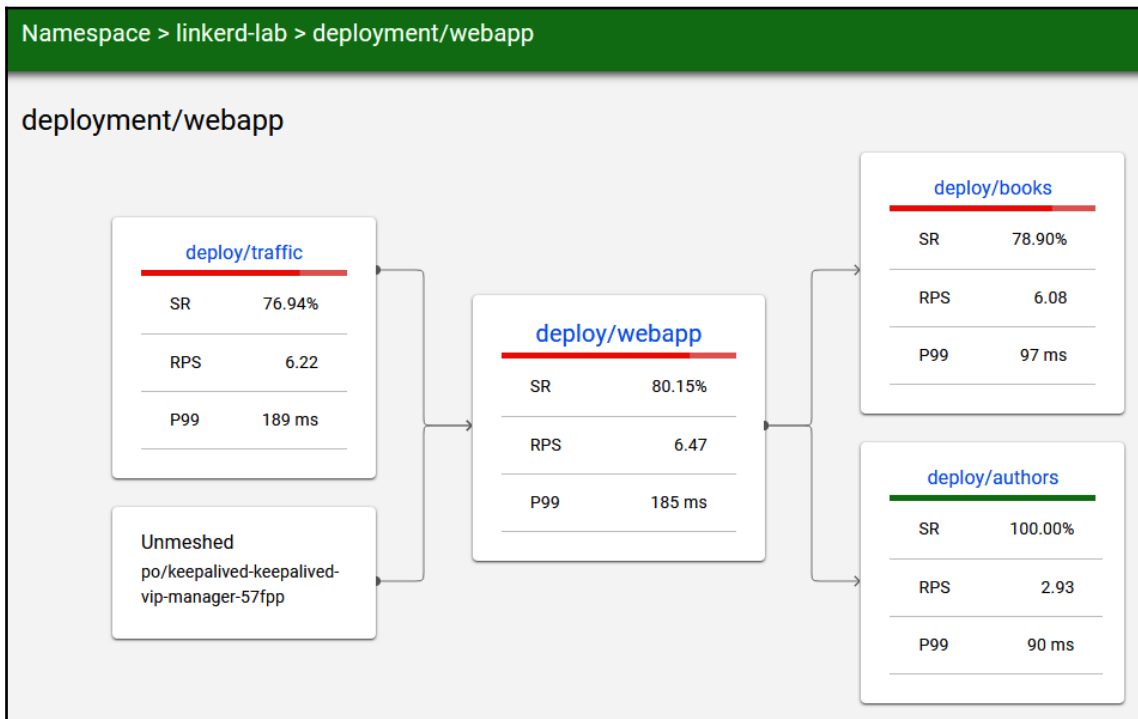 Namespace > linkerd-lab > deployment/webapp
deployment/webapp
deploy/traffic
SR 76.94%
RPS 6.22
P99 189 ms
Unmeshed
po/keepalived-keepalived-
vip-manager-57fpp
deploy/webapp
SR 80.15%
RPS 6.47
P99 185 ms
deploy/books
SR 78.90%
RPS 6.08
P99 97 ms
deploy/authors
SR 100.00%
RPS 2.93
P99 90 ms